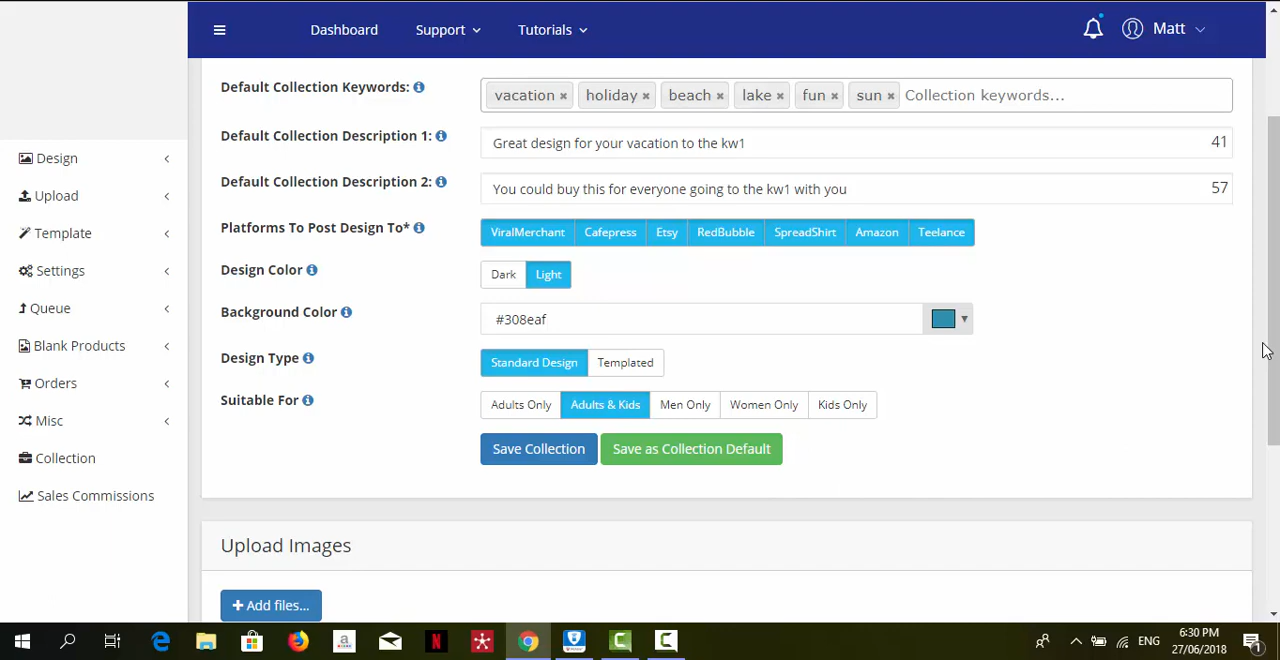 Dashboard Support Tutorials Matt
Default Collection Keywords: vacation × holiday × beach × lake × fun × sun × Collection keywords...
Default Collection Description 1: Great design for your vacation to the kw1 41
Default Collection Description 2: You could buy this for everyone going to the kw1 with you 57
Platforms To Post Design To* ViralMerchant Cafepress Etsy RedBubble SpreadShirt Amazon Teelance
Design Color Dark Light
Background Color #308eaf
Design Type Standard Design Templated
Suitable For Adults Only Adults & Kids Men Only Women Only Kids Only
Save Collection Save as Collection Default
Upload Images
+ Add files...
Design
Upload
Template
Settings
Queue
Blank Products
Orders
Misc
Collection
Sales Commissions
ENG 6:30 PM
27/06/2018
1